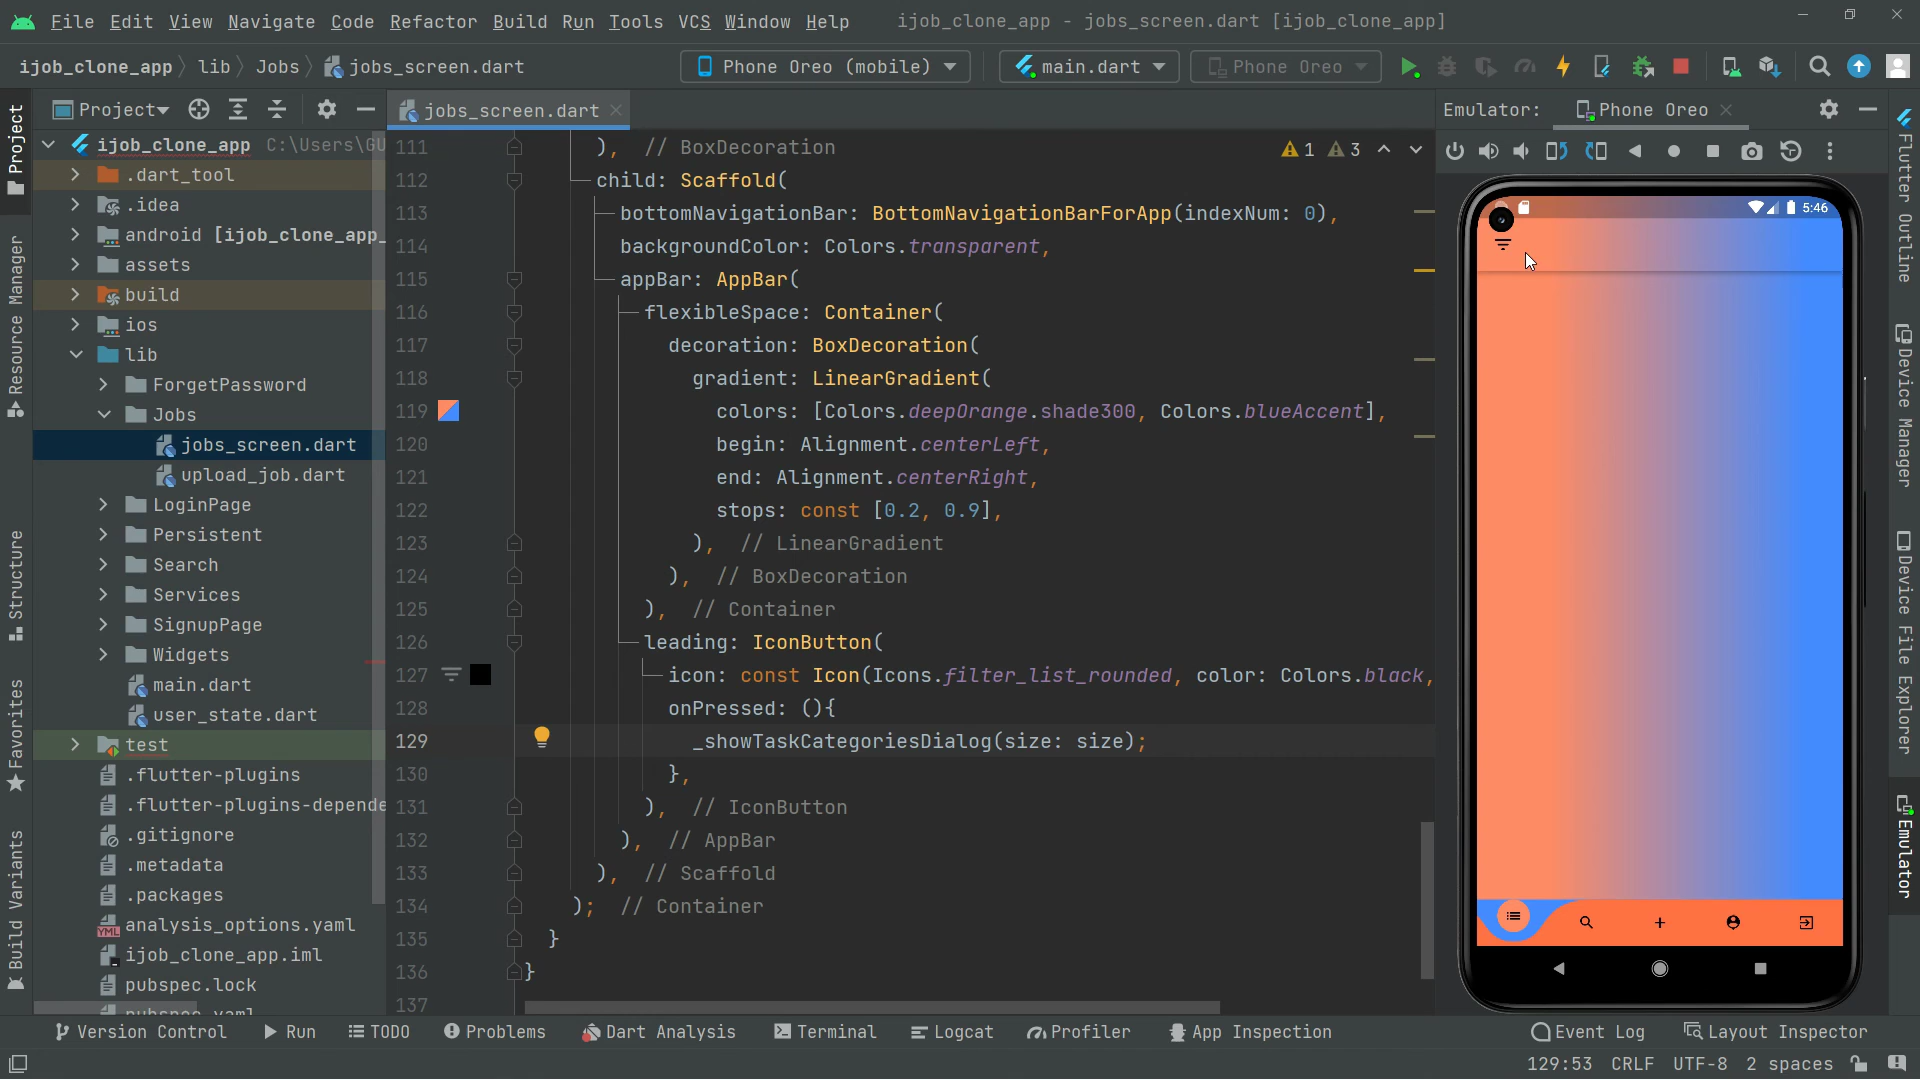 File Edit View Navigate Code Refactor Build Run Tools VCS Window Help ijob_clone_app - jobs_screen.dart [ijob_clone_app]
ijob_clone_app lib Jobs jobs_screen.dart Phone Oreo (mobile) main.dart Phone Oreo
Project jobs_screen.dart Emulator: Phone Oreo
ijob_clone_app C:\Users\GU
.dart_tool
.idea
android [ijob_clone_app_
assets
build
ios
lib
ForgetPassword
Jobs
jobs_screen.dart
upload_job.dart
LoginPage
Persistent
Search
Services
SignupPage
Widgets
main.dart
user_state.dart
test
.flutter-plugins
.flutter-plugins-depende
.gitignore
.metadata
.packages
analysis_options.yaml
ijob_clone_app.iml
pubspec.lock
pubspec.yaml
111 ), // BoxDecoration
112 child: Scaffold(
113 bottomNavigationBar: BottomNavigationBarForApp(indexNum: 0),
114 backgroundColor: Colors.transparent,
115 appBar: AppBar(
116 flexibleSpace: Container(
117 decoration: BoxDecoration(
118 gradient: LinearGradient(
119 colors: [Colors.deepOrange.shade300, Colors.blueAccent],
120 begin: Alignment.centerLeft,
121 end: Alignment.centerRight,
122 stops: const [0.2, 0.9],
123 ), // LinearGradient
124 ), // BoxDecoration
125 ), // Container
126 leading: IconButton(
127 icon: const Icon(Icons.filter_list_rounded, color: Colors.black,
128 onPressed: (){
129 _showTaskCategoriesDialog(size: size);
130 },
131 ), // IconButton
132 ), // AppBar
133 ), // Scaffold
134 ); // Container
135 }
136 }
137
1 3
5:46
Project
Resource Manager
Structure
Favorites
Build Variants
Flutter Outline
Device Manager
Device File Explorer
Emulator
Version Control Run TODO Problems Dart Analysis Terminal Logcat Profiler App Inspection Event Log Layout Inspector
129:53 CRLF UTF-8 2 spaces